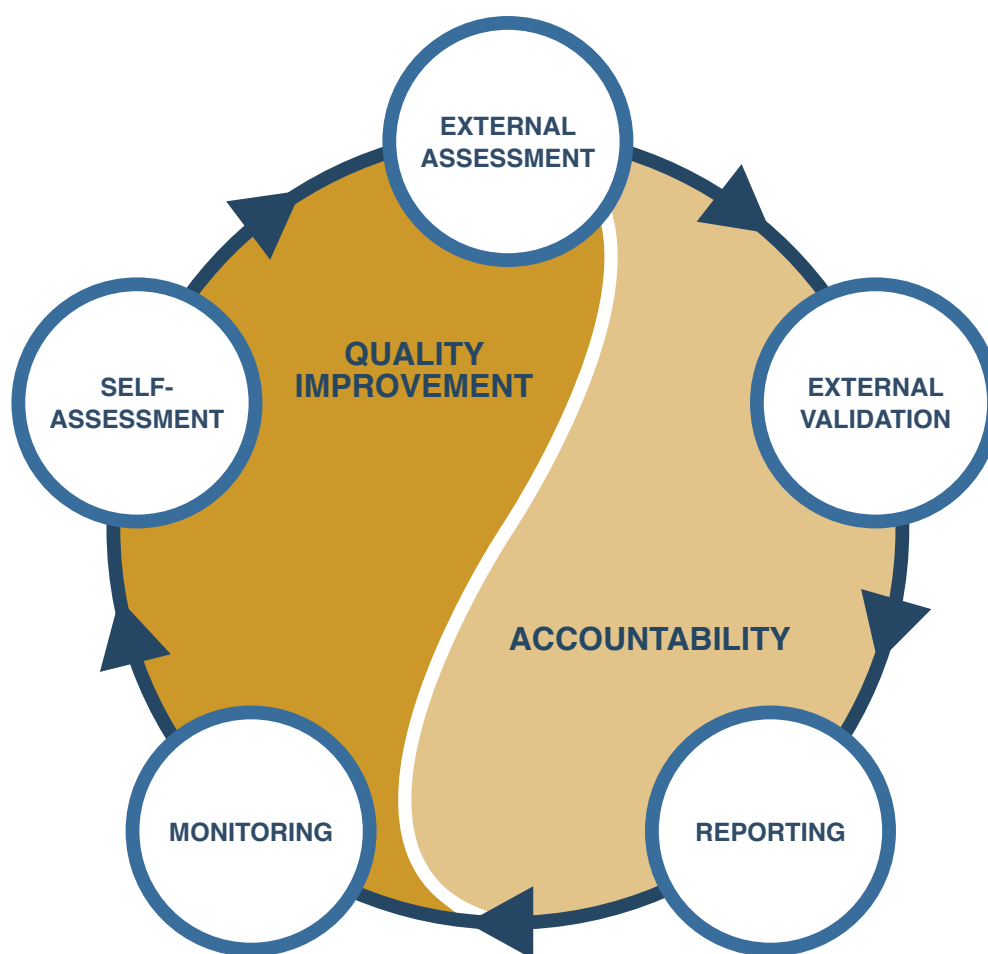 EXTERNAL
ASSESSMENT
EXTERNAL
VALIDATION
REPORTING
MONITORING
SELF-
ASSESSMENT
QUALITY
IMPROVEMENT
ACCOUNTABILITY